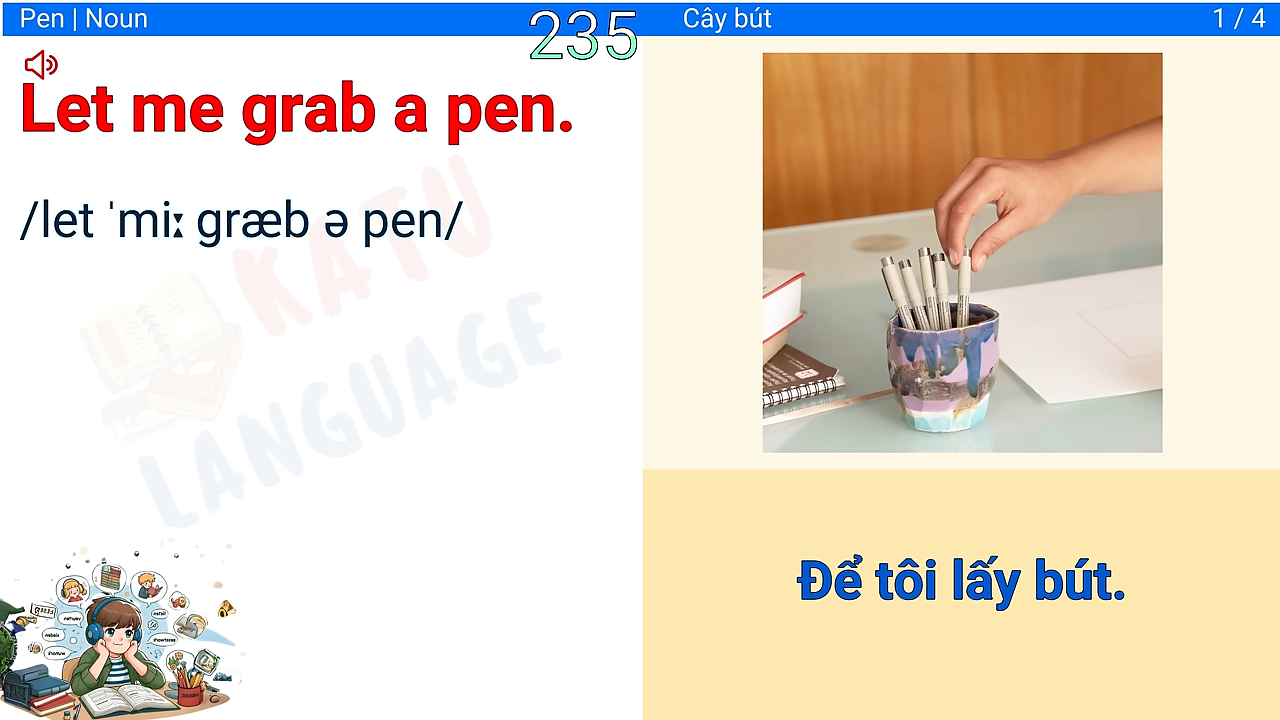 Pen | Noun
235
Cây bút
1 / 4
Let me grab a pen.
/let ˈmiː ɡræb ə pen/
KATU
LANGUAGE
Để tôi lấy bút.